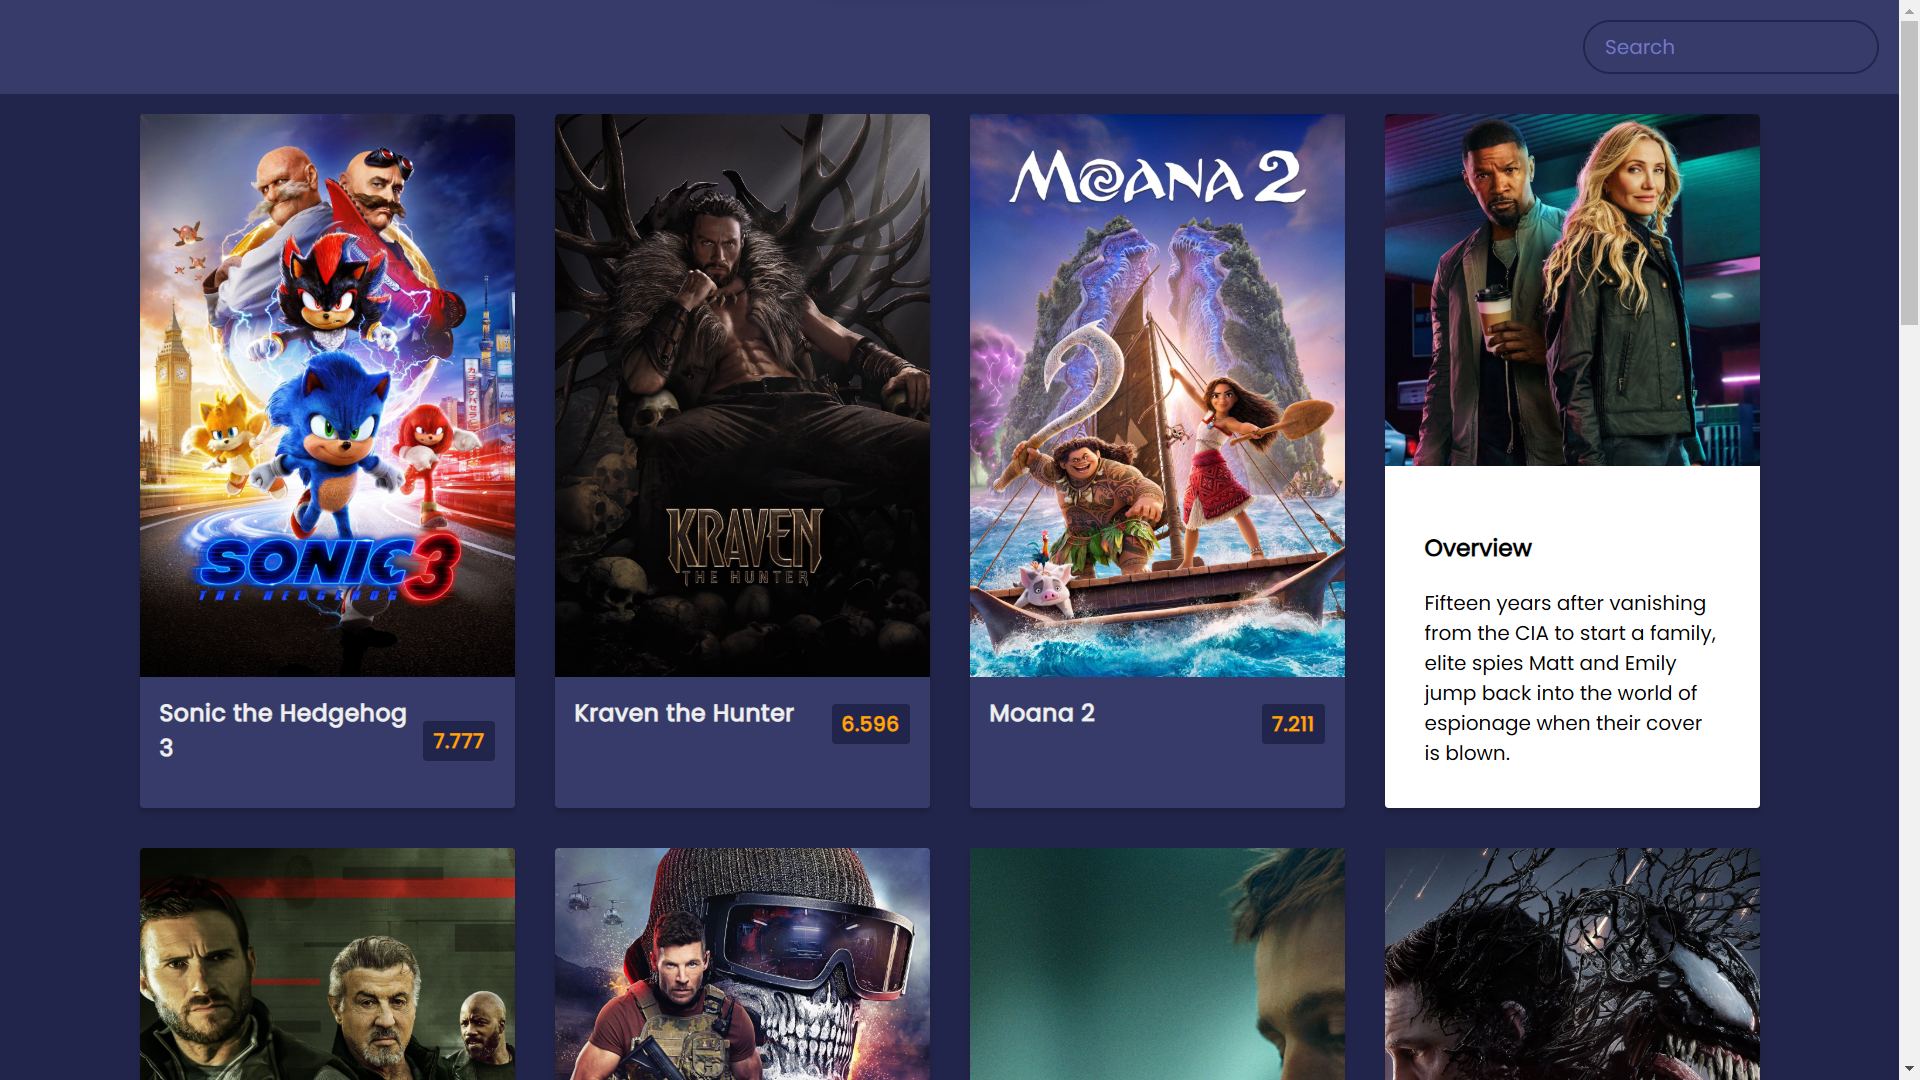 Search
SONIC 3
THE HEDGEHOG
KRAVEN
THE HUNTER
MOANA 2
Overview
Fifteen years after vanishing
from the CIA to start a family,
elite spies Matt and Emily
jump back into the world of
espionage when their cover
is blown.
Sonic the Hedgehog
3
7.777
Kraven the Hunter
6.596
Moana 2
7.211